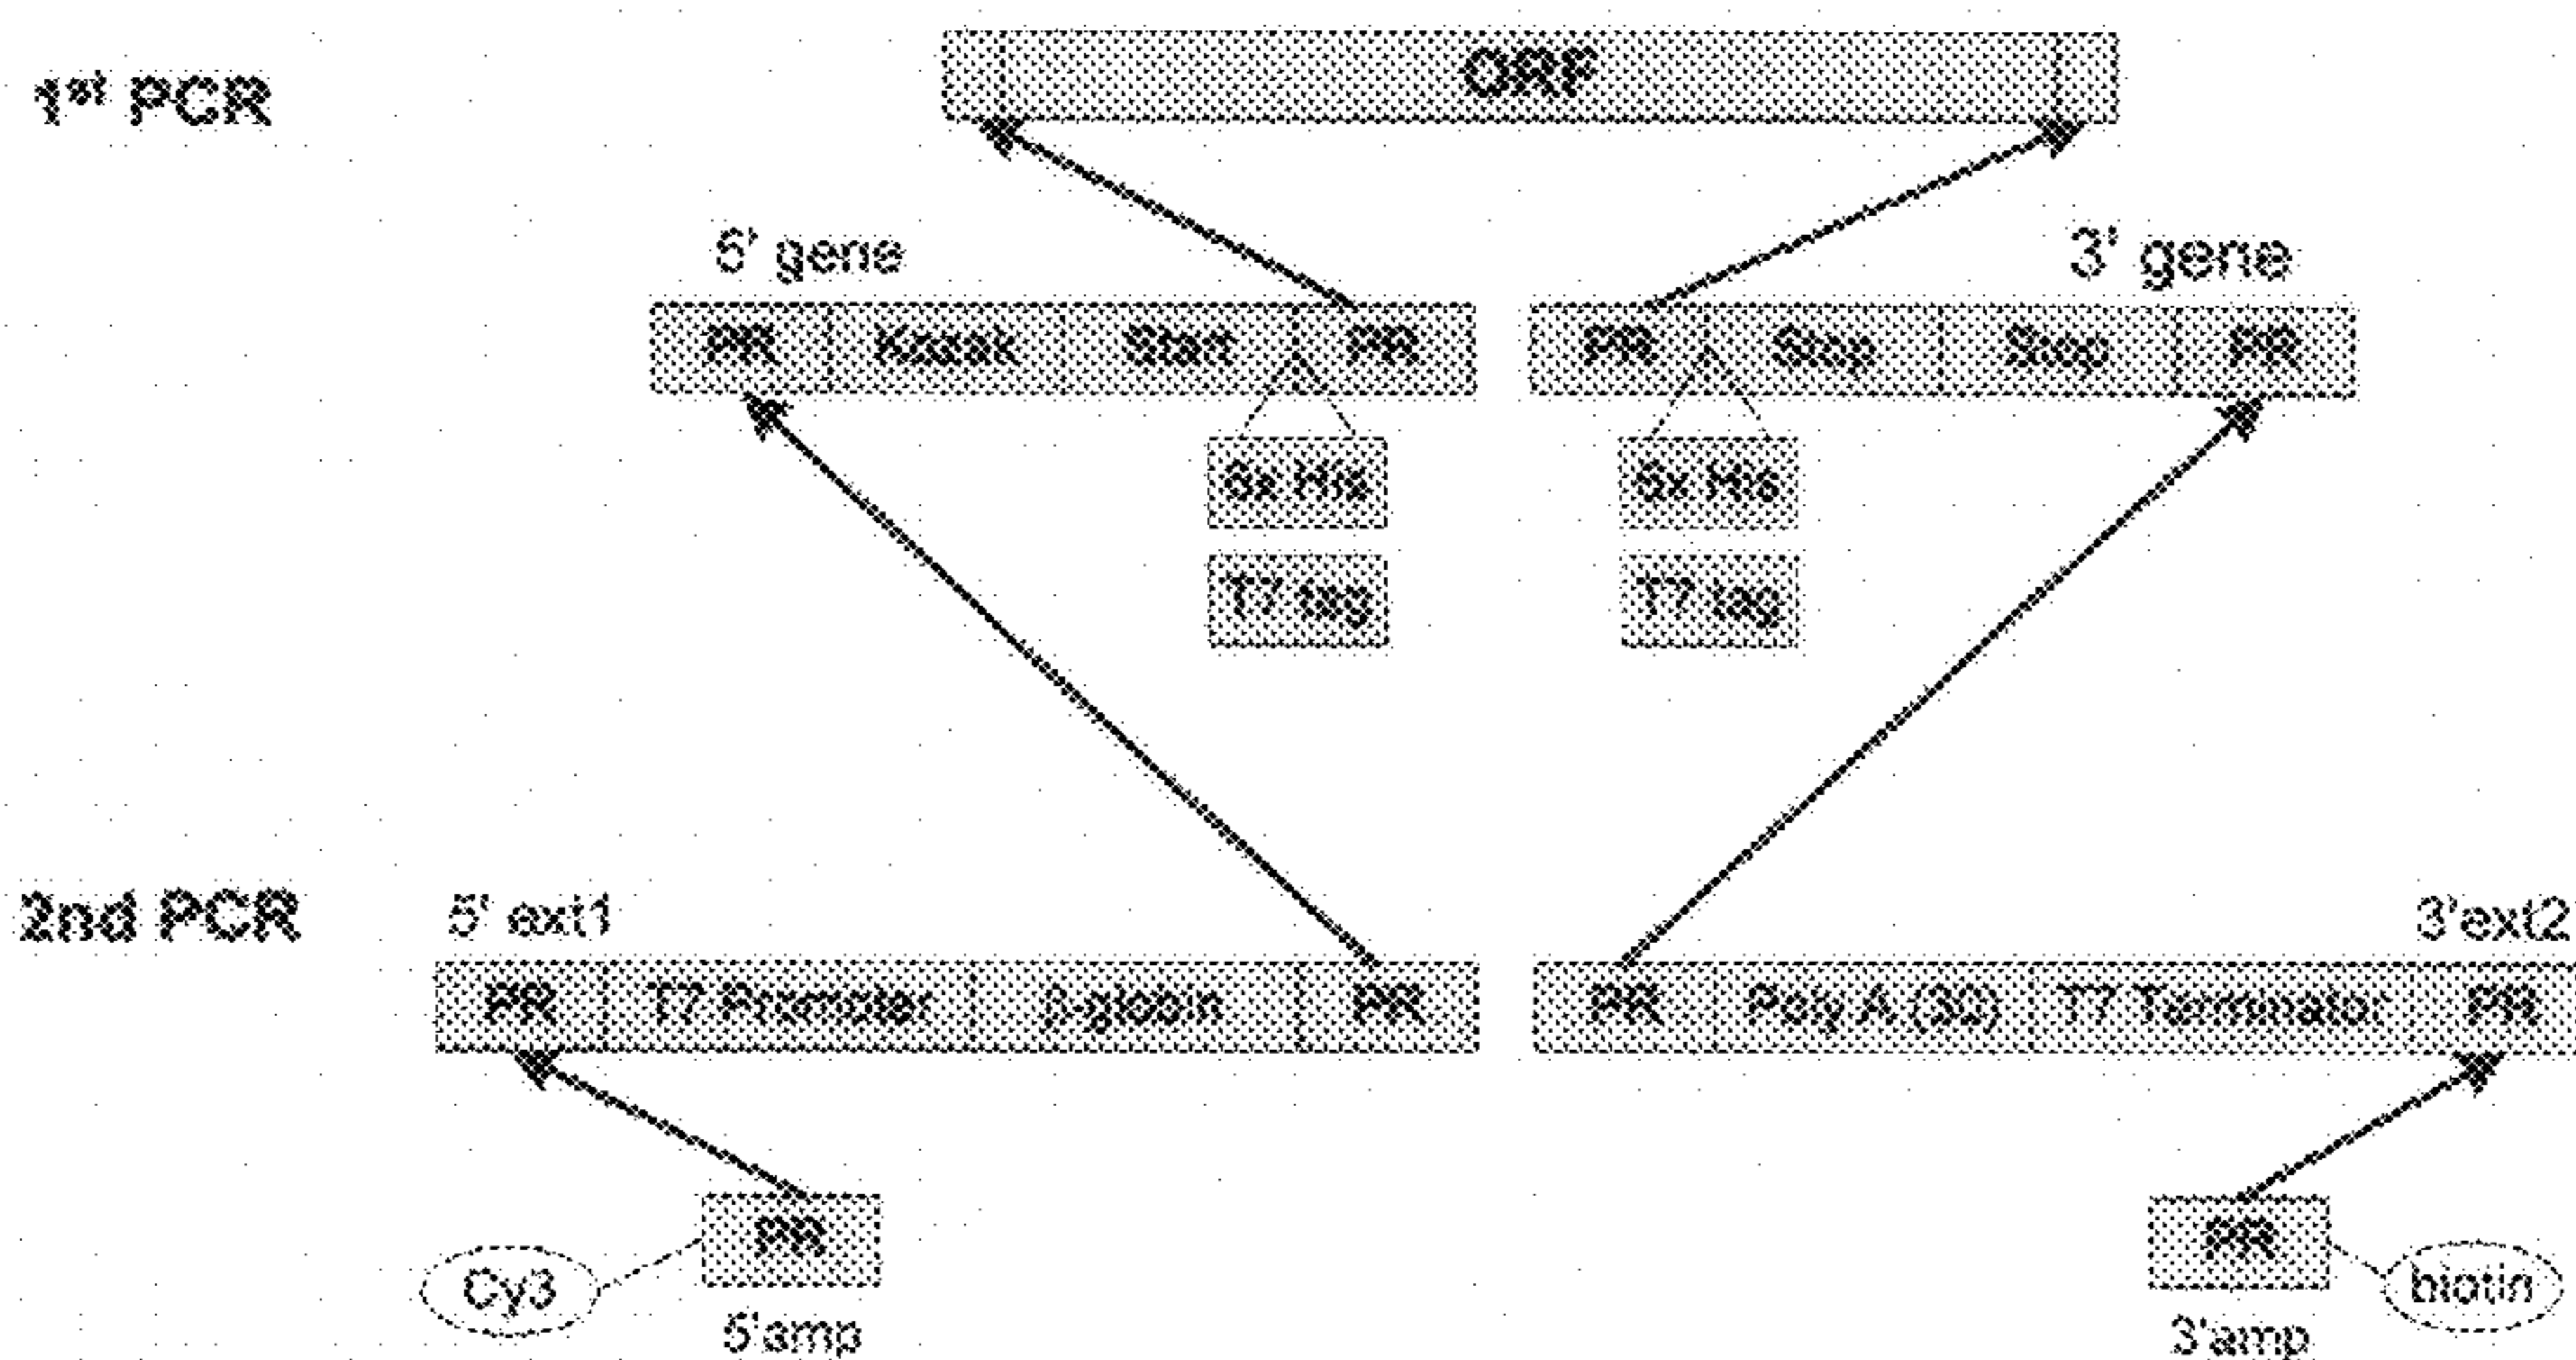 ORF
1st PCR
5' gene
3' gene
PR Kozak Start PR
PR Stop Stop PR
6x His
6x His
T7 tag
T7 tag
2nd PCR
5' ext1
3'ext2
PR T7 Promoter β-globin PR
PR Poly A (30) T7 Terminator PR
PR
PR
Cy3
biotin
5'amp
3'amp